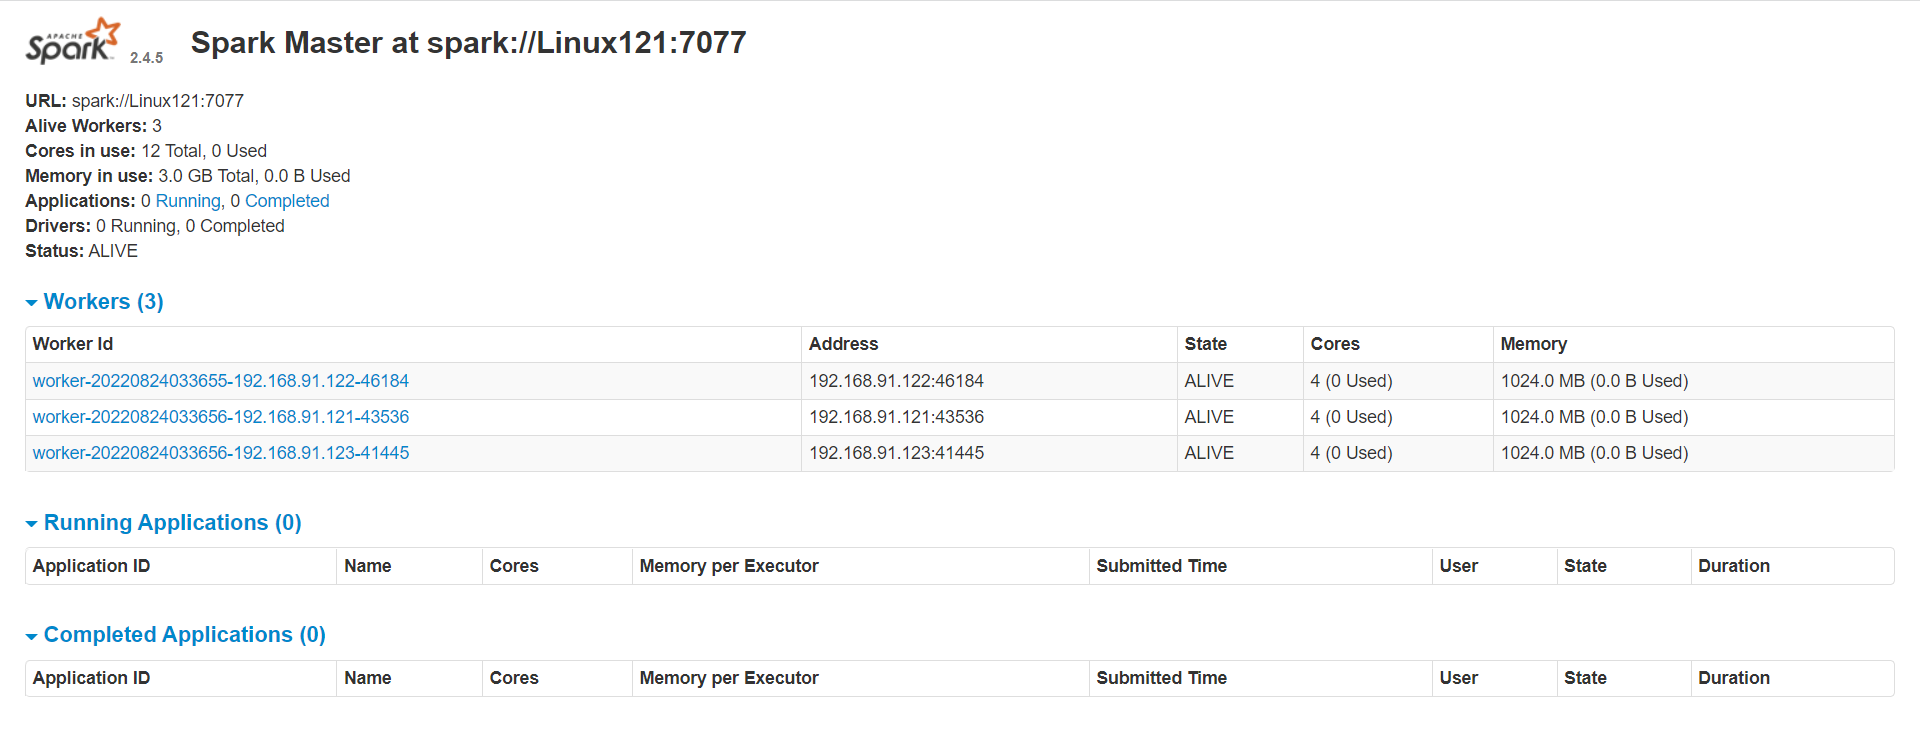 APACHE
Spark 2.4.5 Spark Master at spark://Linux121:7077
URL: spark://Linux121:7077
Alive Workers: 3
Cores in use: 12 Total, 0 Used
Memory in use: 3.0 GB Total, 0.0 B Used
Applications: 0 Running, 0 Completed
Drivers: 0 Running, 0 Completed
Status: ALIVE
Workers (3)
Worker Id Address State Cores Memory
worker-20220824033655-192.168.91.122-46184 192.168.91.122:46184 ALIVE 4 (0 Used) 1024.0 MB (0.0 B Used)
worker-20220824033656-192.168.91.121-43536 192.168.91.121:43536 ALIVE 4 (0 Used) 1024.0 MB (0.0 B Used)
worker-20220824033656-192.168.91.123-41445 192.168.91.123:41445 ALIVE 4 (0 Used) 1024.0 MB (0.0 B Used)
Running Applications (0)
Application ID Name Cores Memory per Executor Submitted Time User State Duration
Completed Applications (0)
Application ID Name Cores Memory per Executor Submitted Time User State Duration